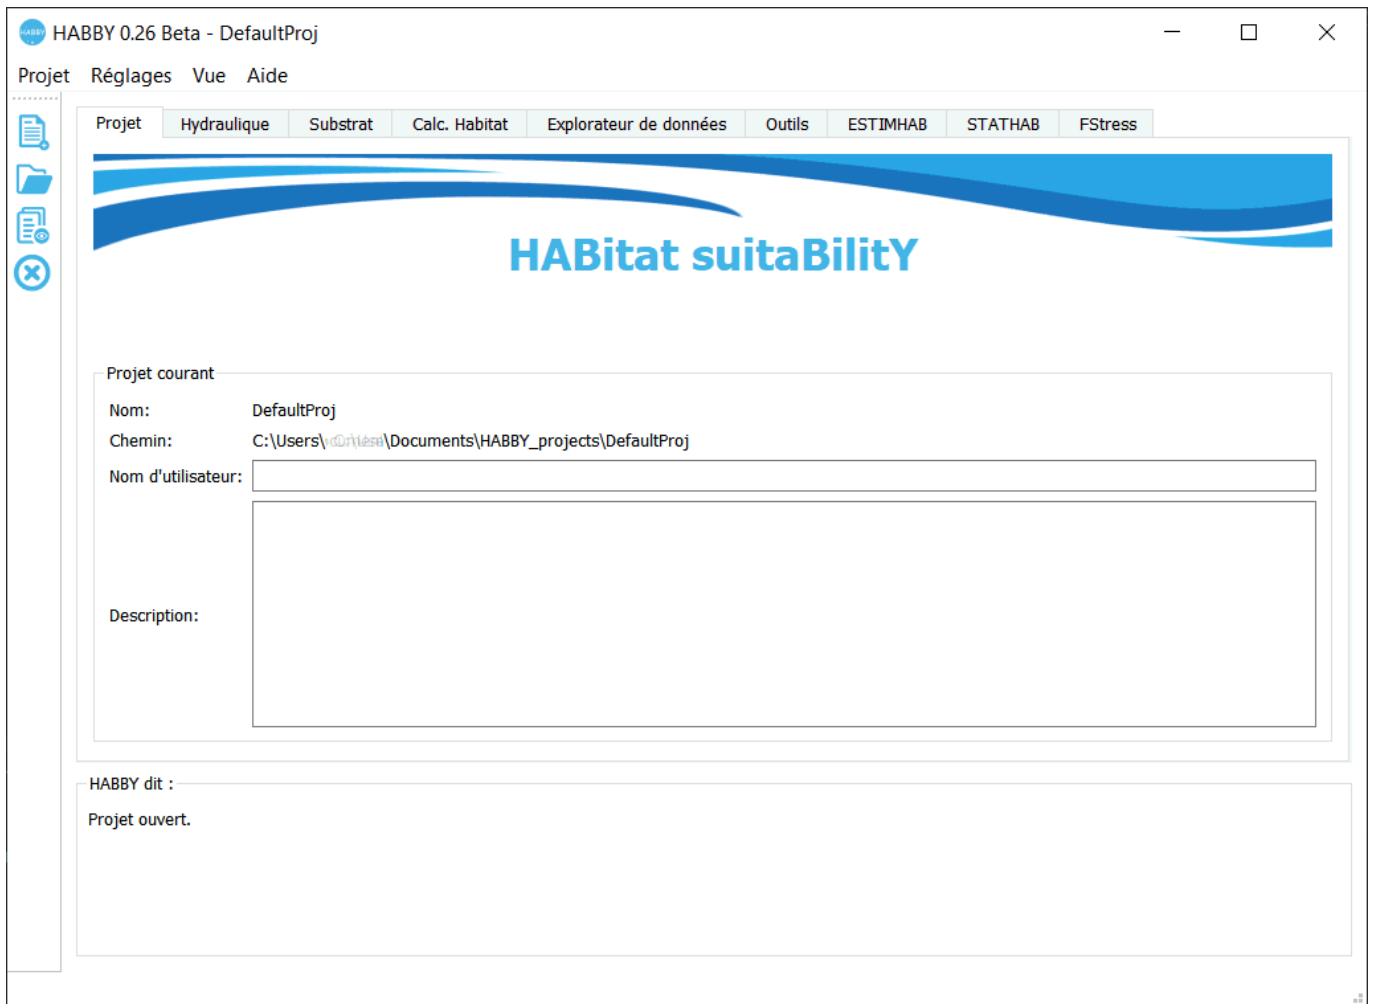 HABBY 0.26 Beta - DefaultProj
Projet Réglages Vue Aide
Projet Hydraulique Substrat Calc. Habitat Explorateur de données Outils ESTIMHAB STATHAB FStress
HABitat suitaBilitY
Projet courant
Nom: DefaultProj
Chemin: C:\Users\ \Documents\HABBY_projects\DefaultProj
Nom d'utilisateur:
Description:
HABBY dit :
Projet ouvert.